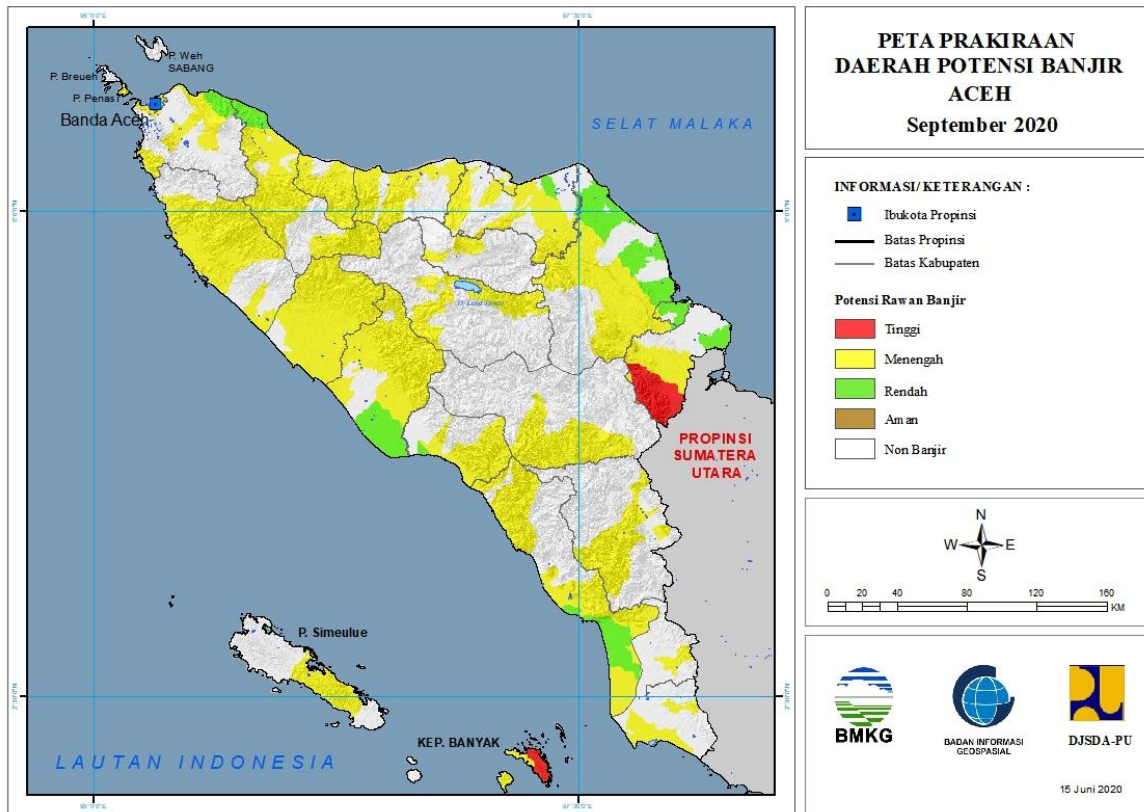 P. Weh
SABANG
P. Breueh
P. Penasi
Banda Aceh
SELAT MALAKA
PROPINSI
SUMATERA
UTARA
P. Simeulue
KEP. BANYAK
LAUTAN INDONESIA
PETA PRAKIRAAN
DAERAH POTENSI BANJIR
ACEH
September 2020
INFORMASI/ KETERANGAN :
Ibukota Propinsi
Batas Propinsi
Batas Kabupaten
Potensi Rawan Banjir
Tinggi
Menengah
Rendah
Aman
Non Banjir
N
W E
S
0 20 40 80 120 160
KM
BMKG
BADAN INFORMASI
GEOSPASIAL
DJSDA-PU
15 Juni 2020